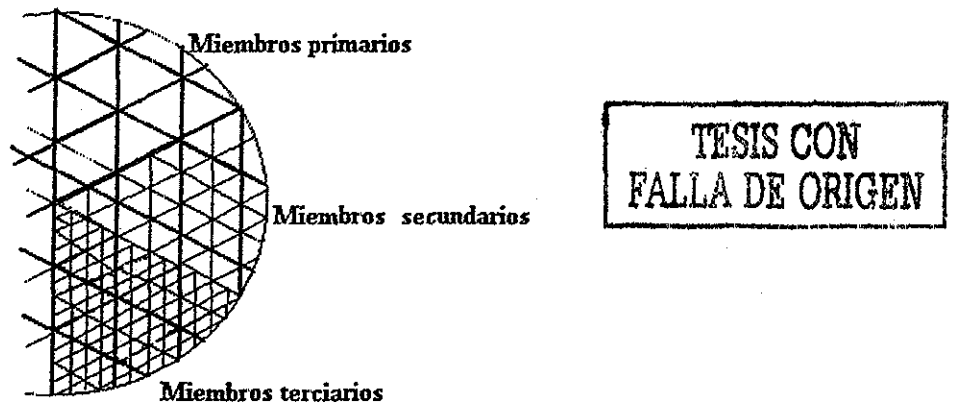 Miembros primarios
TESIS CON
FALLA DE ORIGEN
Miembros secundarios
Miembros terciarios